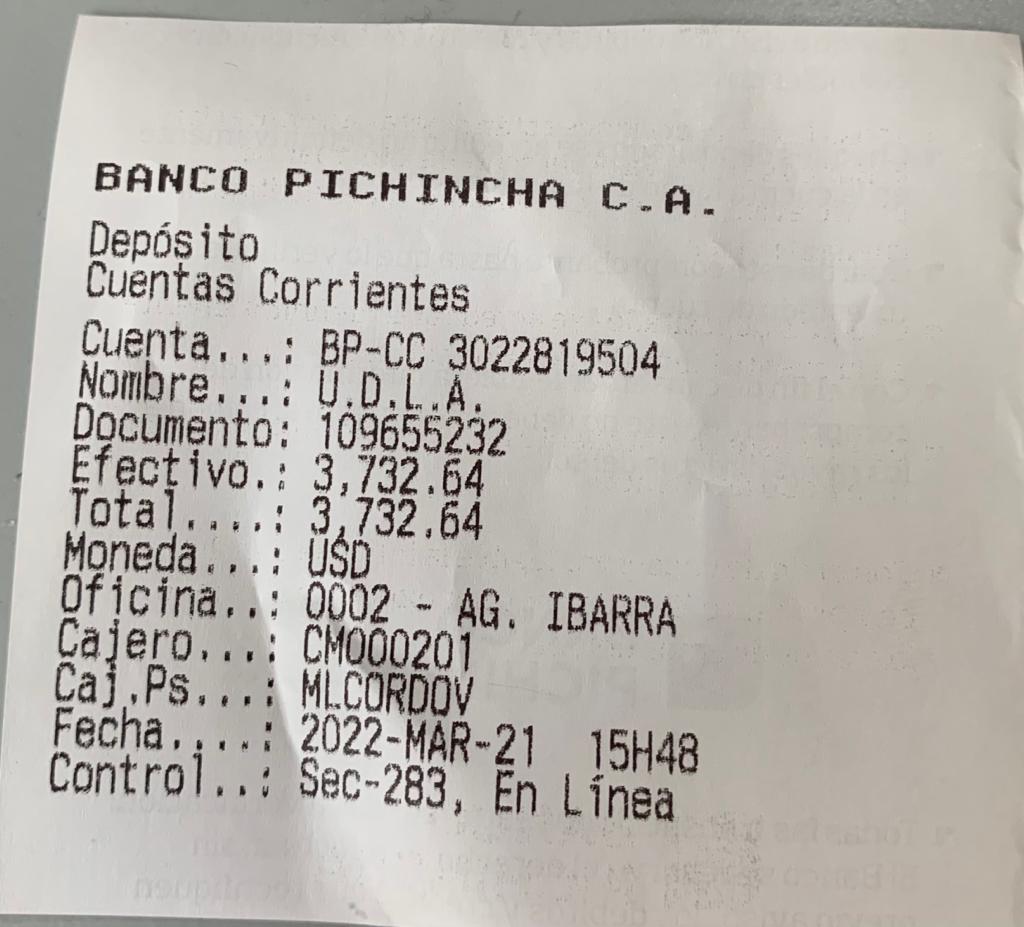 BANCO PICHINCHA C.A.
Depósito
Cuentas Corrientes
Cuenta...: BP-CC 3022819504
Nombre...: U.D.L.A.
Documento: 109655232
Efectivo.: 3,732.64
Total....: 3,732.64
Moneda...: USD
Oficina..: 0002 - AG. IBARRA
Cajero...: CM000201
Caj.Ps...: MLCORDOV
Fecha....: 2022-MAR-21 15H48
Control..: Sec-283, En Línea